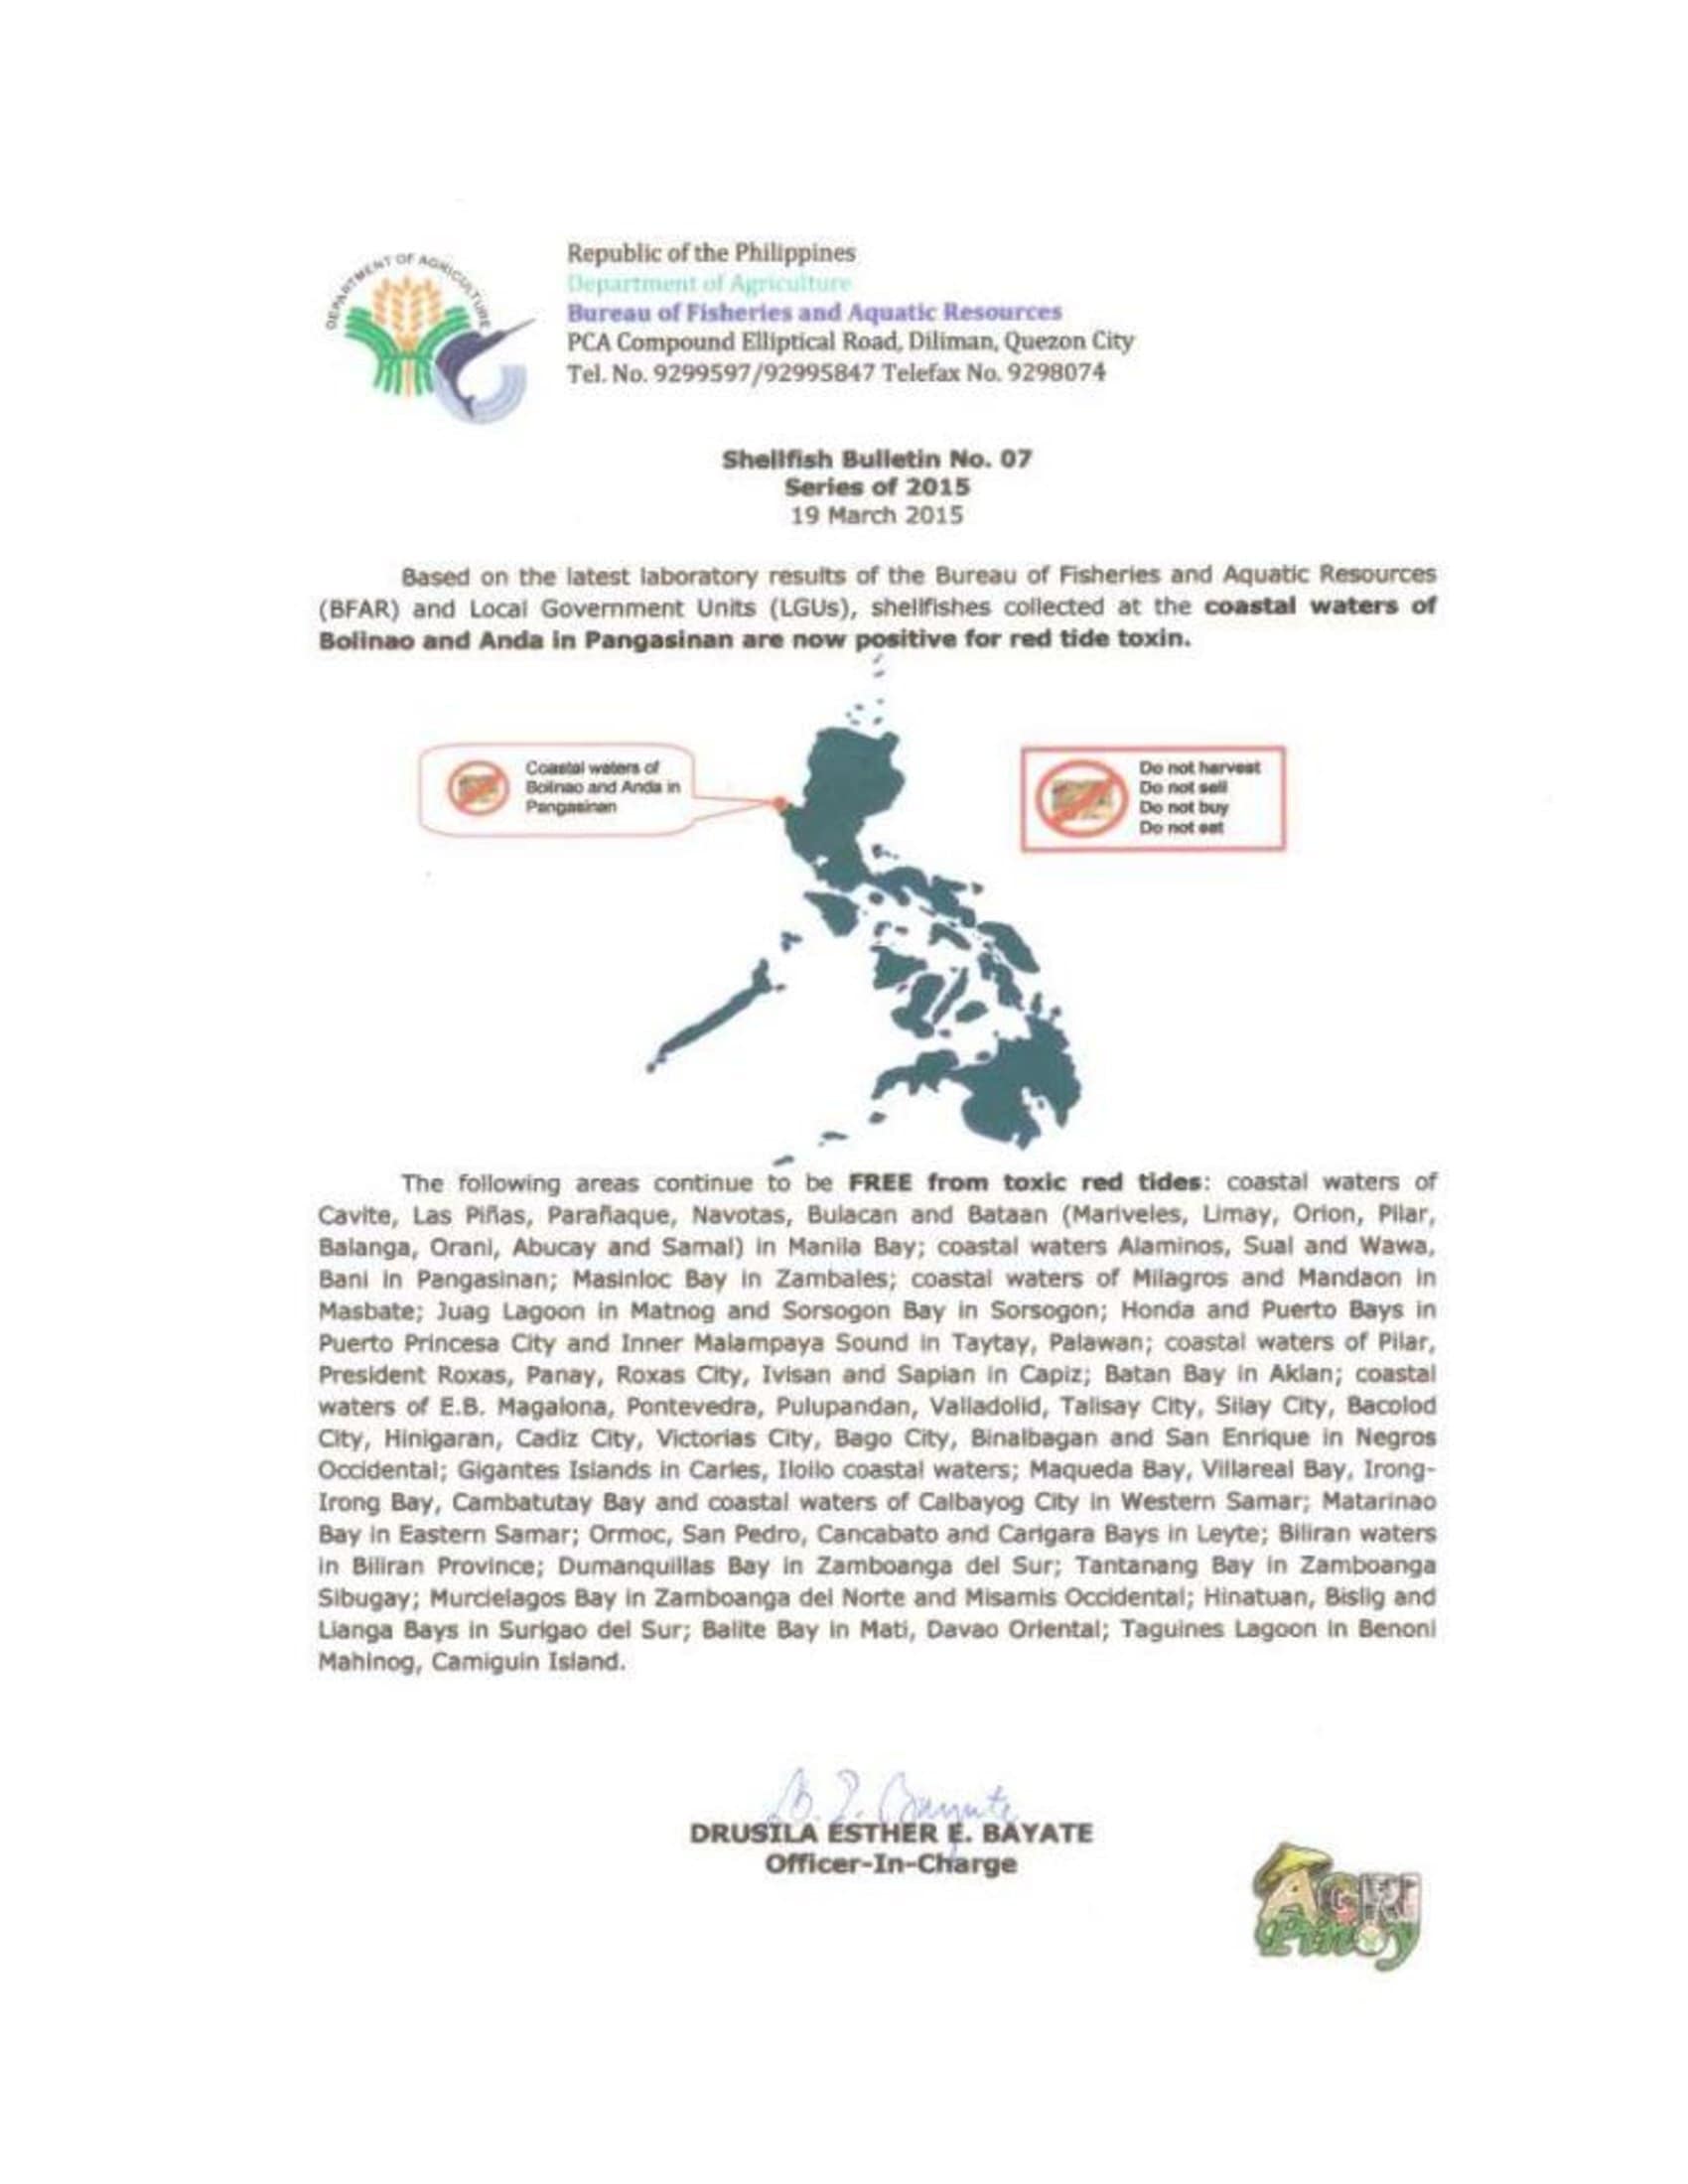 DEPARTMENT OF AGRICULTURE
Republic of the Philippines
Department of Agriculture
Bureau of Fisheries and Aquatic Resources
PCA Compound Elliptical Road, Diliman, Quezon City
Tel. No. 9299597/92995847 Telefax No. 9298074
Shellfish Bulletin No. 07
Series of 2015
19 March 2015
Based on the latest laboratory results of the Bureau of Fisheries and Aquatic Resources
(BFAR) and Local Government Units (LGUs), shellfishes collected at the coastal waters of
Bolinao and Anda in Pangasinan are now positive for red tide toxin.
Coastal waters of
Bolinao and Anda in
Pangasinan
Do not harvest
Do not sell
Do not buy
Do not eat
The following areas continue to be FREE from toxic red tides: coastal waters of
Cavite, Las Piñas, Parañaque, Navotas, Bulacan and Bataan (Mariveles, Limay, Orion, Pilar,
Balanga, Orani, Abucay and Samal) in Manila Bay; coastal waters Alaminos, Sual and Wawa,
Bani in Pangasinan; Masinloc Bay in Zambales; coastal waters of Milagros and Mandaon in
Masbate; Juag Lagoon in Matnog and Sorsogon Bay in Sorsogon; Honda and Puerto Bays in
Puerto Princesa City and Inner Malampaya Sound in Taytay, Palawan; coastal waters of Pilar,
President Roxas, Panay, Roxas City, Ivisan and Sapian in Capiz; Batan Bay in Aklan; coastal
waters of E.B. Magalona, Pontevedra, Pulupandan, Valladolid, Talisay City, Silay City, Bacolod
City, Hinigaran, Cadiz City, Victorias City, Bago City, Binalbagan and San Enrique in Negros
Occidental; Gigantes Islands in Carles, Iloilo coastal waters; Maqueda Bay, Villareal Bay, Irong-
Irong Bay, Cambatutay Bay and coastal waters of Calbayog City in Western Samar; Matarinao
Bay in Eastern Samar; Ormoc, San Pedro, Cancabato and Carigara Bays in Leyte; Biliran waters
in Biliran Province; Dumanquillas Bay in Zamboanga del Sur; Tantanang Bay in Zamboanga
Sibugay; Murcielagos Bay in Zamboanga del Norte and Misamis Occidental; Hinatuan, Bislig and
Lianga Bays in Surigao del Sur; Balite Bay in Mati, Davao Oriental; Taguines Lagoon in Benoni
Mahinog, Camiguin Island.
D. E. Bayate
DRUSILA ESTHER E. BAYATE
Officer-In-Charge
AGRI
Pinoy